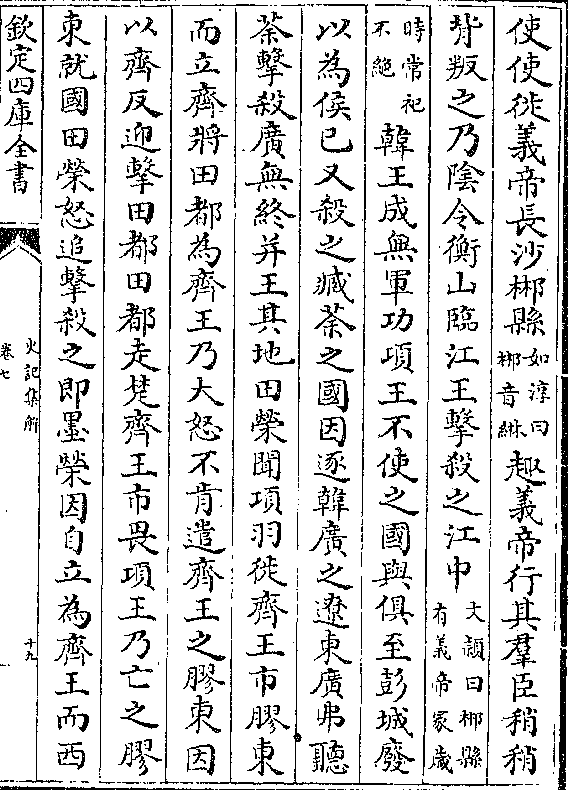 使使徙義帝長沙郴縣如淳曰郴音綝趣義帝行其羣臣稍稍
背叛之乃陰令衡山臨江王擊殺之江中文穎曰郴縣有義帝冢歲
時常祀不絶韓王成無軍功項王不使之國與俱至彭城廢
以為侯已又殺之臧荼之國因逐韓廣之遼東廣弗聽
荼擊殺廣無終并王其地田榮聞項羽徙齊王市膠東
而立齊將田都為齊王乃大怒不肯遣齊王之膠東因
以齊反迎擊田都田都走楚齊王市畏項王乃亡之膠
東就國田榮怒追擊殺之即墨榮因自立為齊王而西
欽定四庫全書
史記集解
卷七
十九